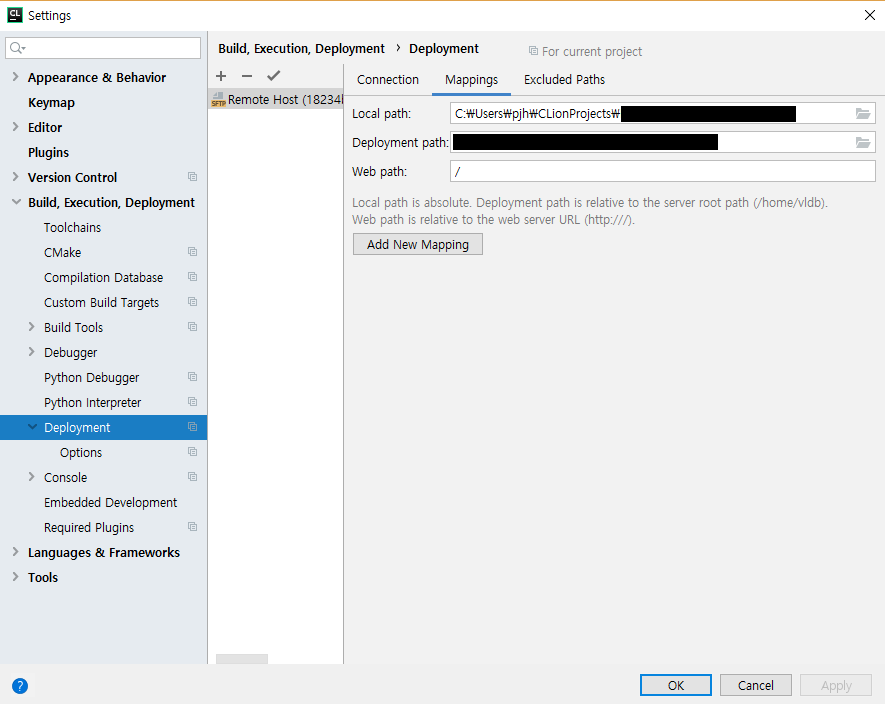 CL Settings
Build, Execution, Deployment › Deployment For current project
Appearance & Behavior
Keymap
Editor
Plugins
Version Control
Build, Execution, Deployment
Toolchains
CMake
Compilation Database
Custom Build Targets
Build Tools
Debugger
Python Debugger
Python Interpreter
Deployment
Options
Console
Embedded Development
Required Plugins
Languages & Frameworks
Tools
SFTP Remote Host (18234
Connection Mappings Excluded Paths
Local path: C:₩Users₩pjh₩CLionProjects₩
Deployment path:
Web path: /
Local path is absolute. Deployment path is relative to the server root path (/home/vldb).
Web path is relative to the web server URL (http:///).
Add New Mapping
? OK Cancel Apply